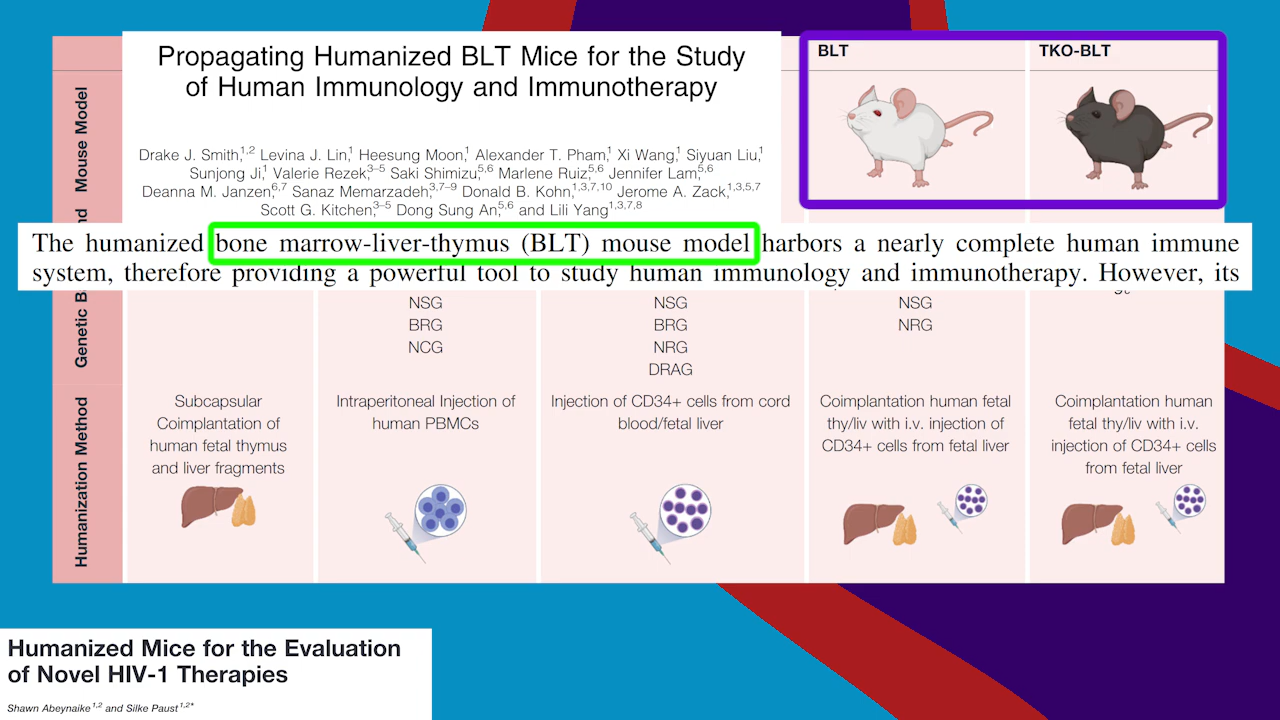 Propagating Humanized BLT Mice for the Study
of Human Immunology and Immunotherapy
Drake J. Smith,1,2 Levina J. Lin,1 Heesung Moon,1 Alexander T. Pham,1 Xi Wang,1 Siyuan Liu,1
Sunjong Ji,1 Valerie Rezek,3–5 Saki Shimizu,5,6 Marlene Ruiz,5,6 Jennifer Lam,5,6
Deanna M. Janzen,6,7 Sanaz Memarzadeh,3,7–9 Donald B. Kohn,1,3,7,10 Jerome A. Zack,1,3,5,7
Scott G. Kitchen,3–5 Dong Sung An,5,6 and Lili Yang1,3,7,8
BLT
TKO-BLT
Mouse Model
The humanized bone marrow-liver-thymus (BLT) mouse model harbors a nearly complete human immune
system, therefore providing a powerful tool to study human immunology and immunotherapy. However, its
Genetic
NSG
BRG
NCG
NSG
BRG
NRG
DRAG
NSG
NRG
Humanization Method
Subcapsular
Coimplantation of
human fetal thymus
and liver fragments
Intraperitoneal Injection of
human PBMCs
Injection of CD34+ cells from cord
blood/fetal liver
Coimplantation human fetal
thy/liv with i.v. injection of
CD34+ cells from fetal liver
Coimplantation human
fetal thy/liv with i.v.
injection of CD34+ cells
from fetal liver
Humanized Mice for the Evaluation
of Novel HIV-1 Therapies
Shawn Abeynaike1,2 and Silke Paust1,2*